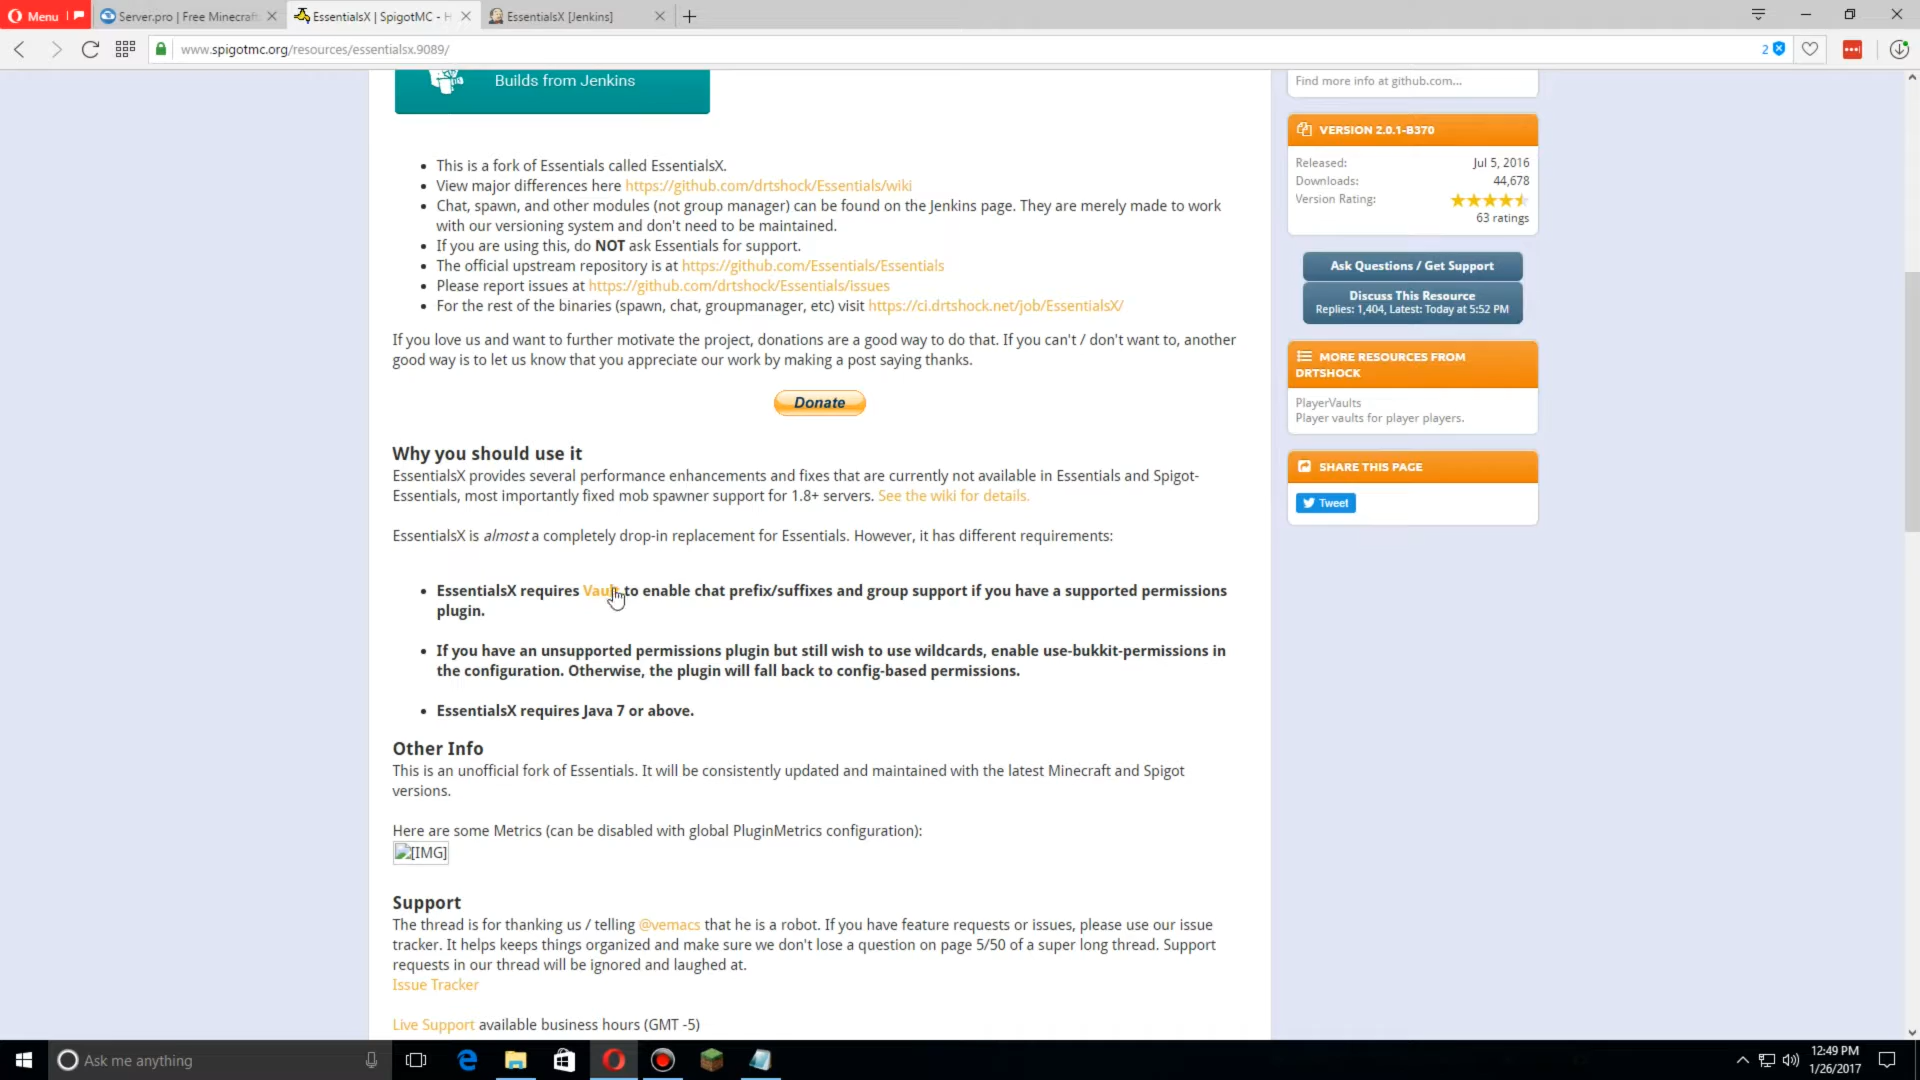 Menu
Server.pro | Free Minecraft
EssentialsX | SpigotMC - H
EssentialsX [Jenkins]
www.spigotmc.org/resources/essentialsx.9089/
2
Builds from Jenkins
This is a fork of Essentials called EssentialsX.
View major differences here https://github.com/drtshock/Essentials/wiki
Chat, spawn, and other modules (not group manager) can be found on the Jenkins page. They are merely made to work
with our versioning system and don't need to be maintained.
If you are using this, do NOT ask Essentials for support.
The official upstream repository is at https://github.com/Essentials/Essentials
Please report issues at https://github.com/drtshock/Essentials/issues
For the rest of the binaries (spawn, chat, groupmanager, etc) visit https://ci.drtshock.net/job/EssentialsX/
If you love us and want to further motivate the project, donations are a good way to do that. If you can't / don't want to, another
good way is to let us know that you appreciate our work by making a post saying thanks.
Donate
Why you should use it
EssentialsX provides several performance enhancements and fixes that are currently not available in Essentials and Spigot-
Essentials, most importantly fixed mob spawner support for 1.8+ servers. See the wiki for details.
EssentialsX is almost a completely drop-in replacement for Essentials. However, it has different requirements:
EssentialsX requires Vault to enable chat prefix/suffixes and group support if you have a supported permissions
plugin.
If you have an unsupported permissions plugin but still wish to use wildcards, enable use-bukkit-permissions in
the configuration. Otherwise, the plugin will fall back to config-based permissions.
EssentialsX requires Java 7 or above.
Other Info
This is an unofficial fork of Essentials. It will be consistently updated and maintained with the latest Minecraft and Spigot
versions.
Here are some Metrics (can be disabled with global PluginMetrics configuration):
[IMG]
Support
The thread is for thanking us / telling @vemacs that he is a robot. If you have feature requests or issues, please use our issue
tracker. It helps keeps things organized and make sure we don't lose a question on page 5/50 of a super long thread. Support
requests in our thread will be ignored and laughed at.
Issue Tracker
Live Support available business hours (GMT -5)
Find more info at github.com...
VERSION 2.0.1-B370
Released: Jul 5, 2016
Downloads: 44,678
Version Rating:
63 ratings
Ask Questions / Get Support
Discuss This Resource
Replies: 1,404, Latest: Today at 5:52 PM
MORE RESOURCES FROM
DRTSHOCK
PlayerVaults
Player vaults for player players.
SHARE THIS PAGE
Tweet
Ask me anything
12:49 PM
1/26/2017